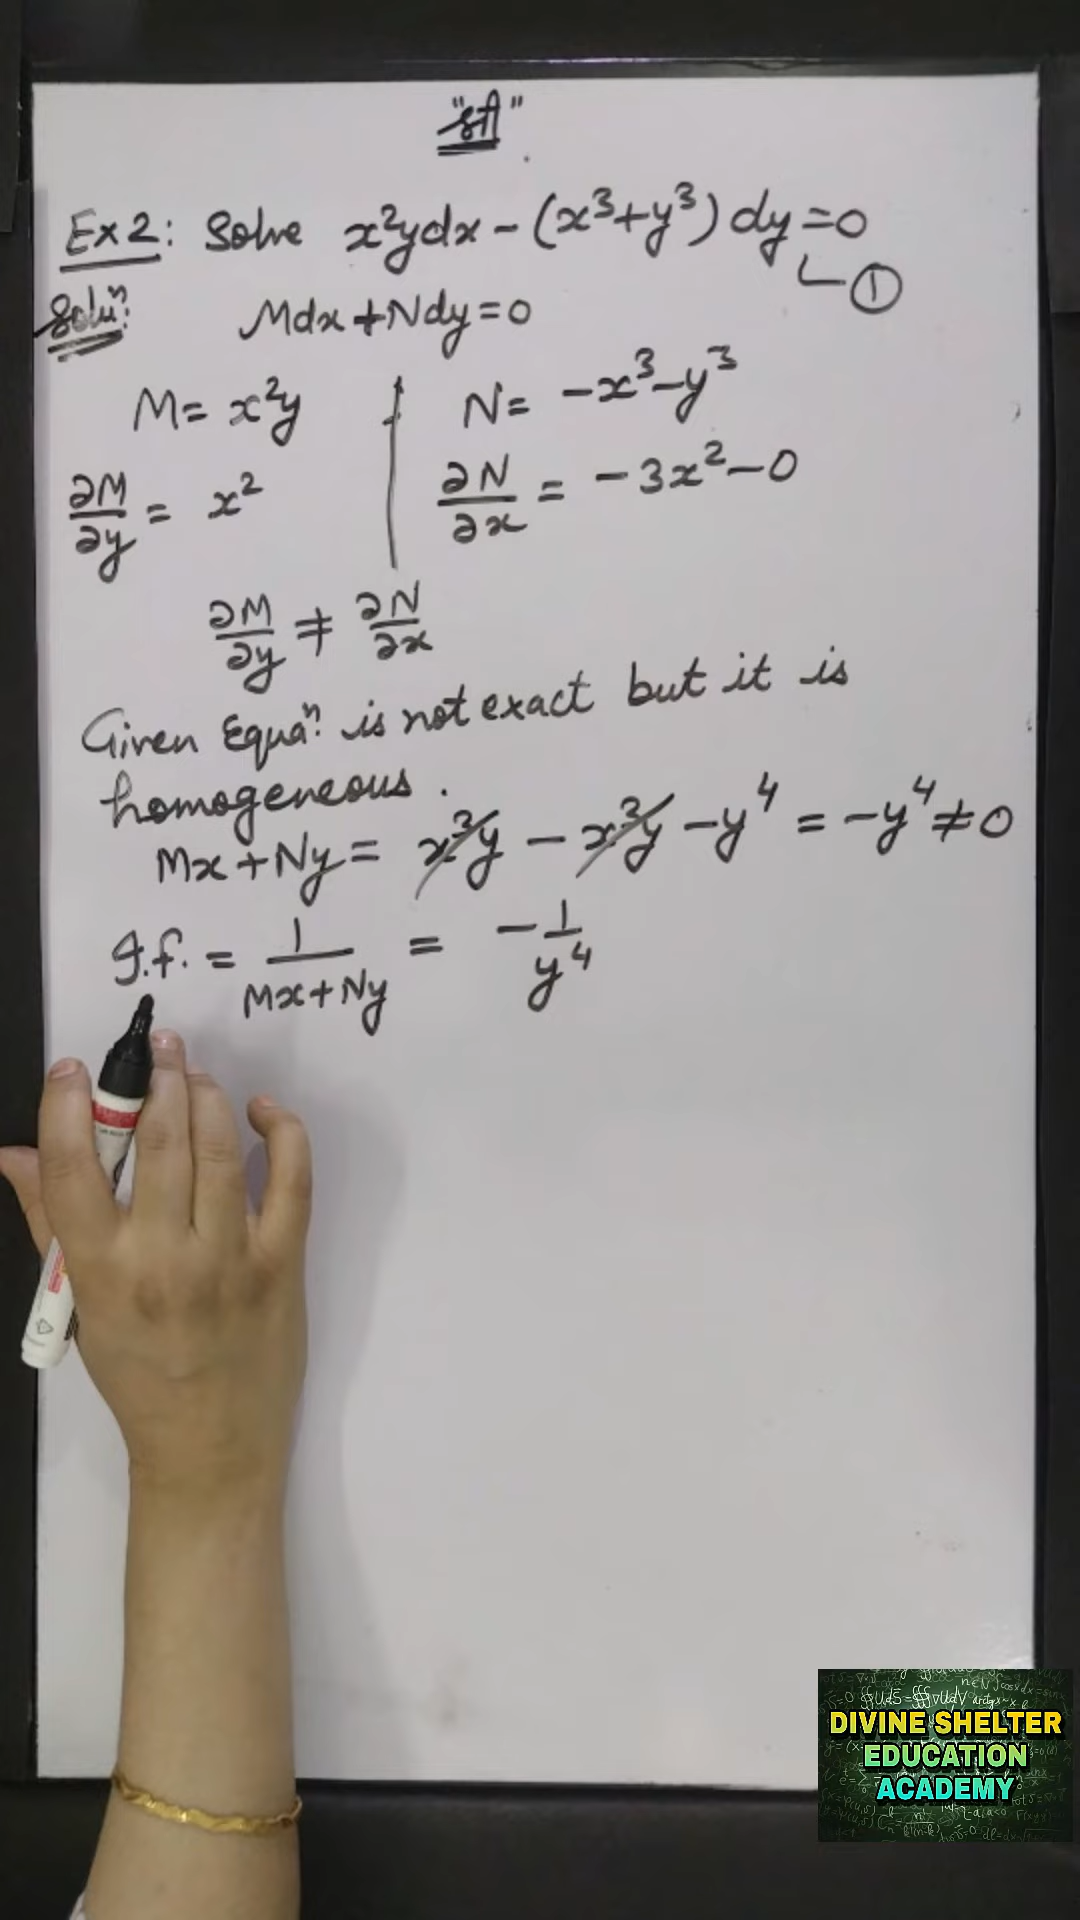 Ex 2: Solve x²ydx - (x³+y³) dy = 0
①
Soluⁿ: Mdx + Ndy = 0
M = x²y
N = -x³-y³
∂M/∂y = x²
∂N/∂x = -3x² - 0
∂M/∂y ≠ ∂N/∂x
Given Equaⁿ. is not exact but it is
homogeneous.
Mx + Ny = x³y - x³y - y⁴ = -y⁴ ≠ 0
I.f. = 1/(Mx+Ny) = -1/y⁴
DIVINE SHELTER
EDUCATION
ACADEMY